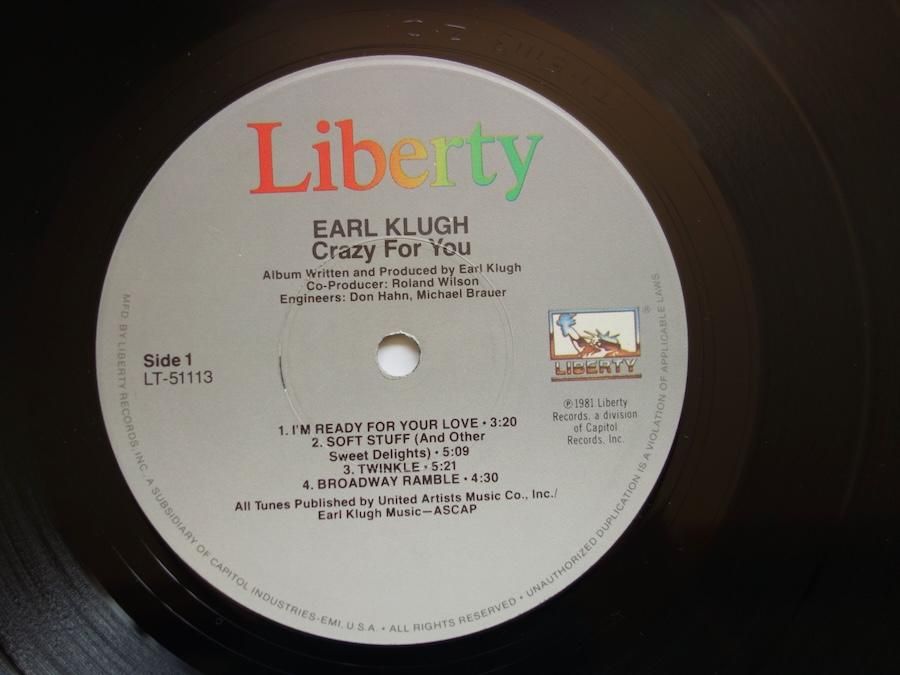 Liberty
EARL KLUGH
Crazy For You
Album Written and Produced by Earl Klugh
Co-Producer: Roland Wilson
Engineers: Don Hahn, Michael Brauer
Side 1
LT-51113
®
LIBERTY
℗ 1981 Liberty
Records, a division
of Capitol
Records, Inc.
1. I'M READY FOR YOUR LOVE • 3:20
2. SOFT STUFF (And Other
Sweet Delights) • 5:09
3. TWINKLE • 5:21
4. BROADWAY RAMBLE • 4:30
All Tunes Published by United Artists Music Co., Inc./
Earl Klugh Music—ASCAP
MFD. BY LIBERTY RECORDS, INC., A SUBSIDIARY OF CAPITOL INDUSTRIES-EMI, U.S.A. • ALL RIGHTS RESERVED • UNAUTHORIZED DUPLICATION IS A VIOLATION OF APPLICABLE LAWS